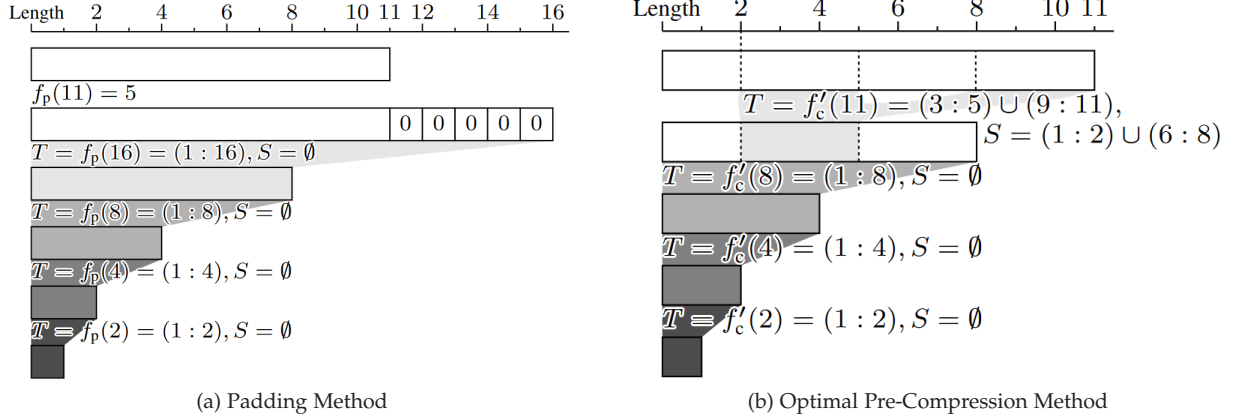 Length 2 4 6 8 10 11 12 14 16
f_p(11) = 5
0 0 0 0 0
T = f_p(16) = (1 : 16), S = ∅
T = f_p(8) = (1 : 8), S = ∅
T = f_p(4) = (1 : 4), S = ∅
T = f_p(2) = (1 : 2), S = ∅
(a) Padding Method
Length 2 4 6 8 10 11
T = f′_c(11) = (3 : 5) ∪ (9 : 11),
S = (1 : 2) ∪ (6 : 8)
T = f′_c(8) = (1 : 8), S = ∅
T = f′_c(4) = (1 : 4), S = ∅
T = f′_c(2) = (1 : 2), S = ∅
(b) Optimal Pre-Compression Method